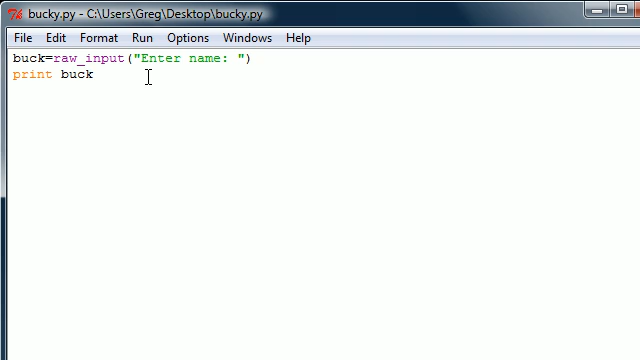 bucky.py - C:\Users\Greg\Desktop\bucky.py
File Edit Format Run Options Windows Help
buck=raw_input("Enter name: ")
print buck